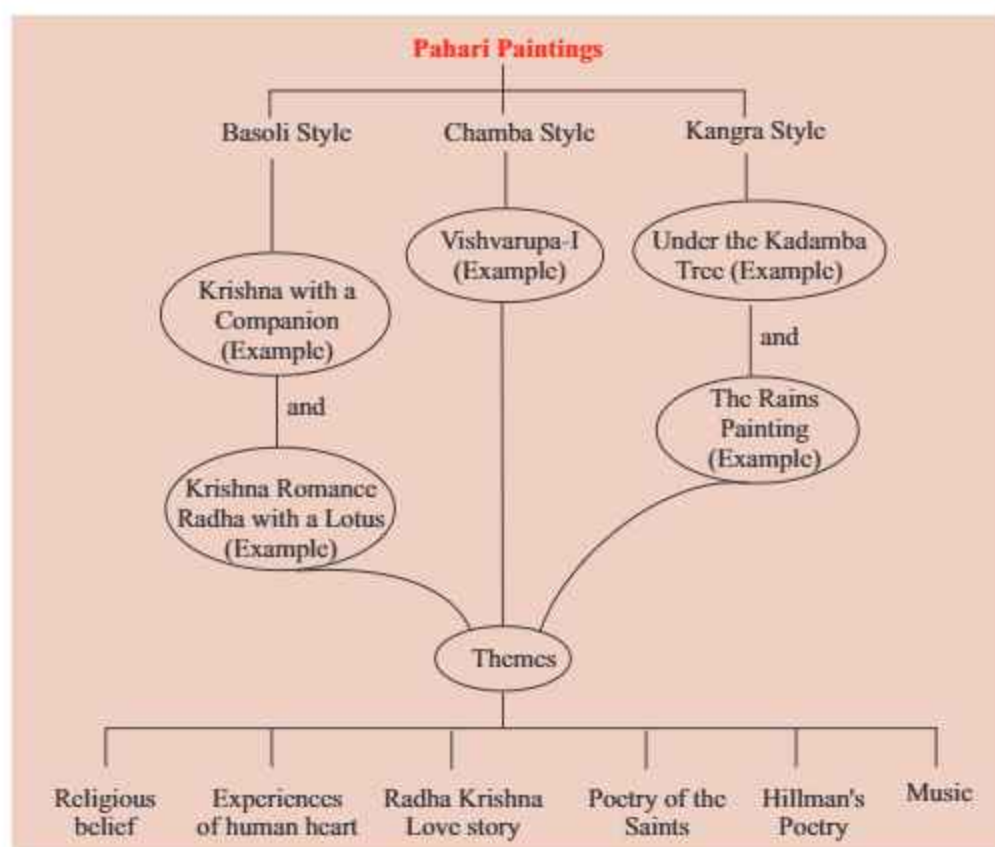 Pahari Paintings
Basoli Style
Chamba Style
Kangra Style
Krishna with a
Companion
(Example)
and
Krishna Romance
Radha with a Lotus
(Example)
Vishvarupa-I
(Example)
Under the Kadamba
Tree (Example)
and
The Rains
Painting
(Example)
Themes
Religious
belief
Experiences
of human heart
Radha Krishna
Love story
Poetry of the
Saints
Hillman's
Poetry
Music